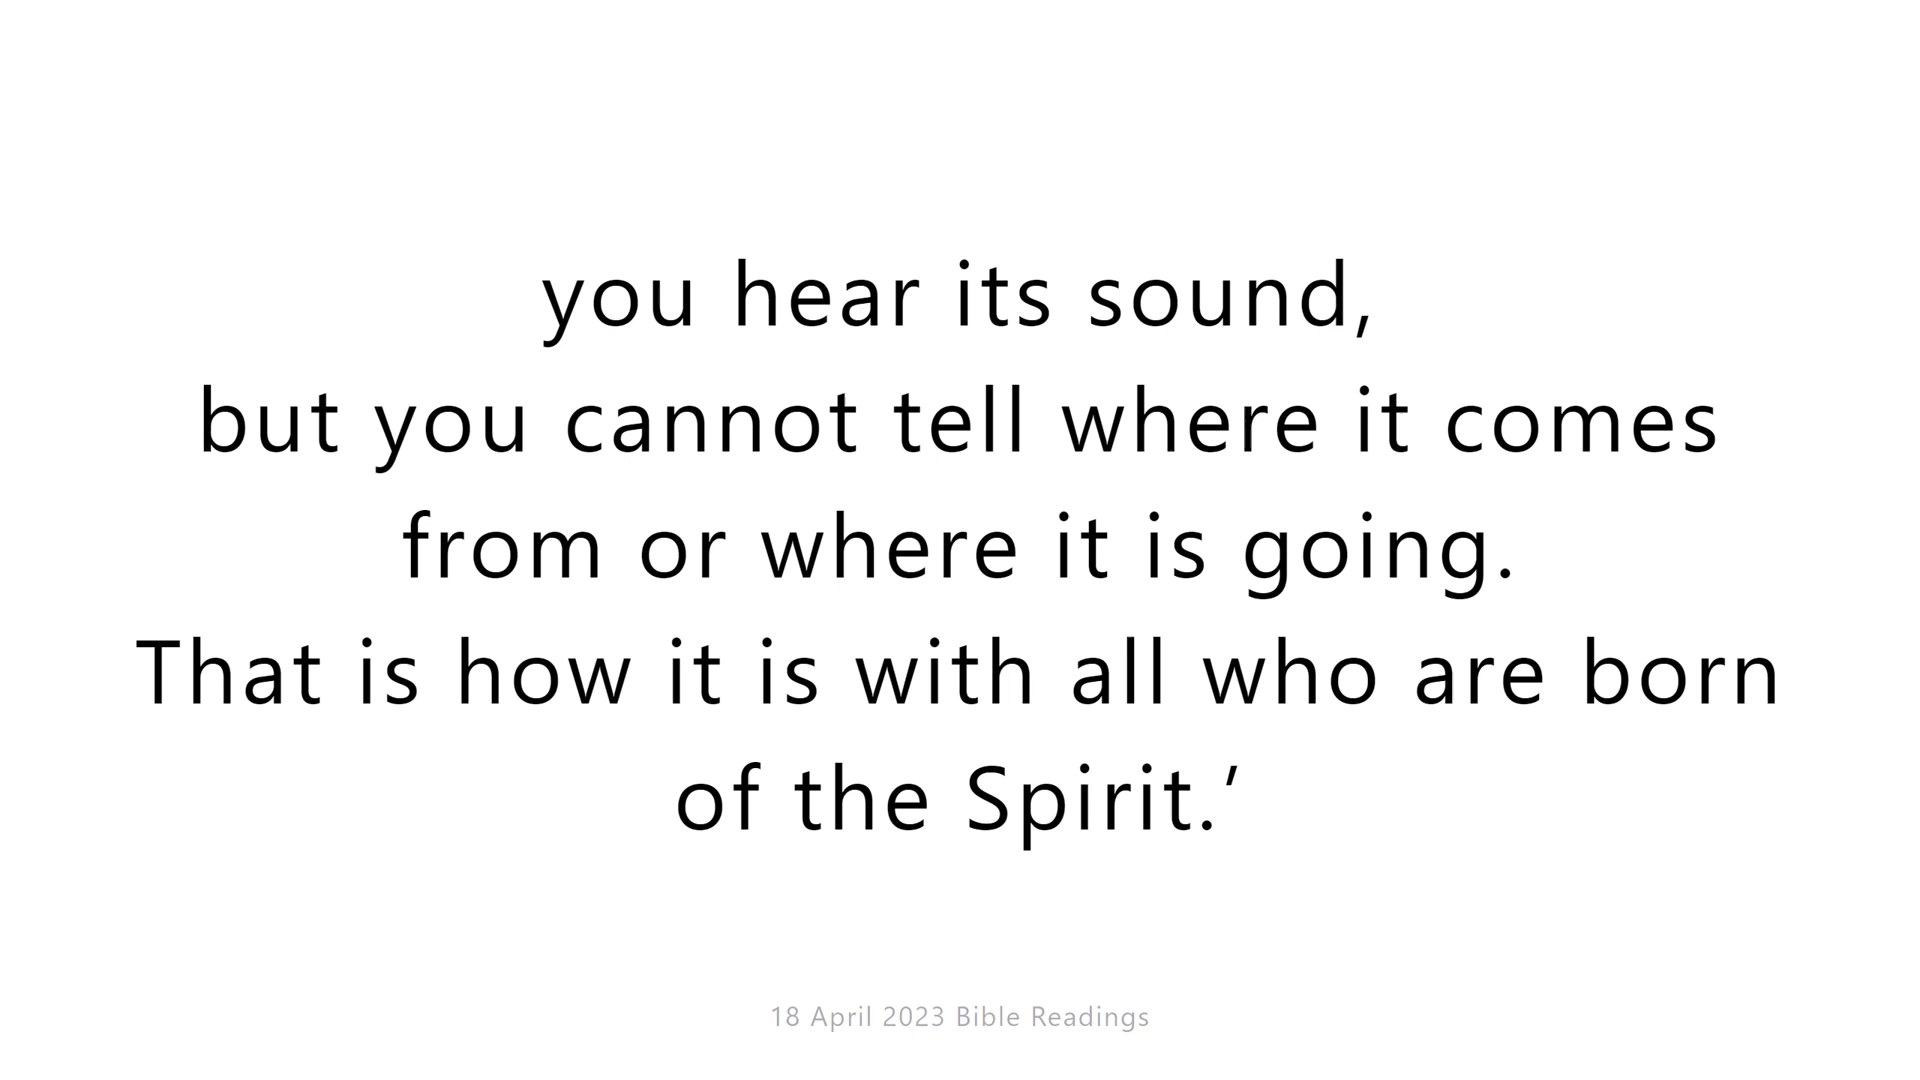 you hear its sound,
but you cannot tell where it comes
from or where it is going.
That is how it is with all who are born
of the Spirit.’
18 April 2023 Bible Readings